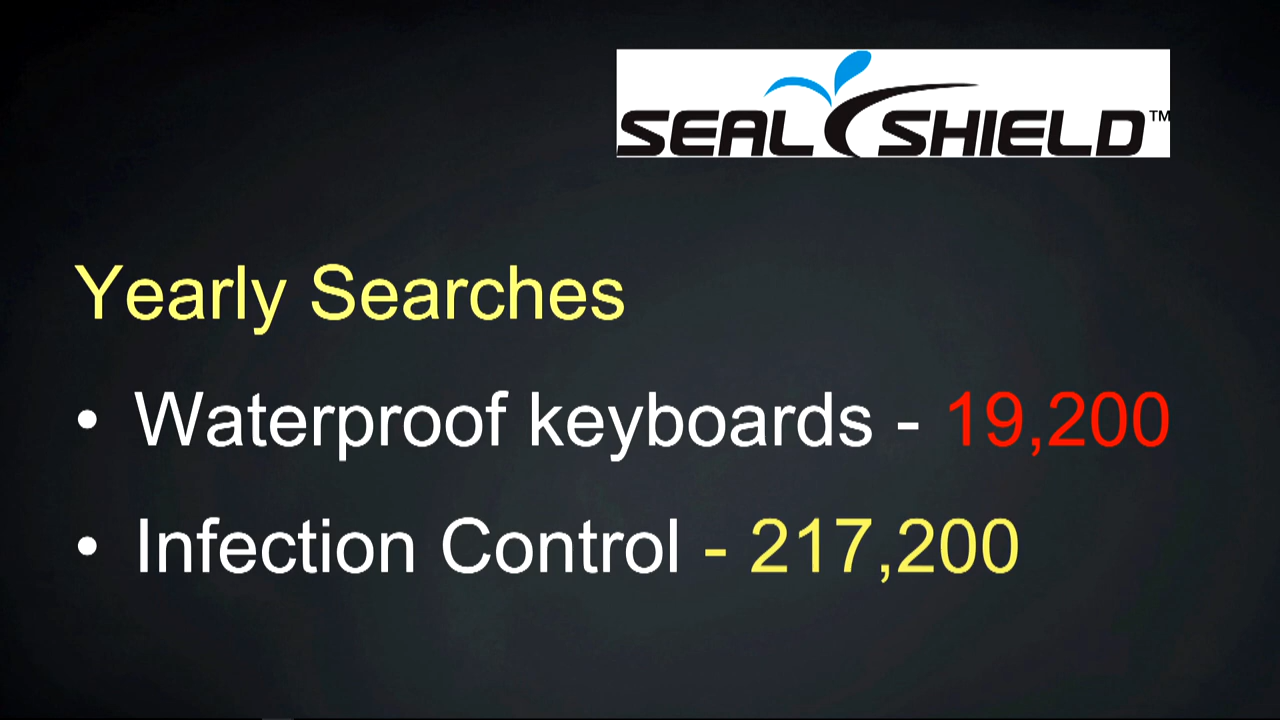 SEAL SHIELD™
Yearly Searches
• Waterproof keyboards - 19,200
• Infection Control - 217,200